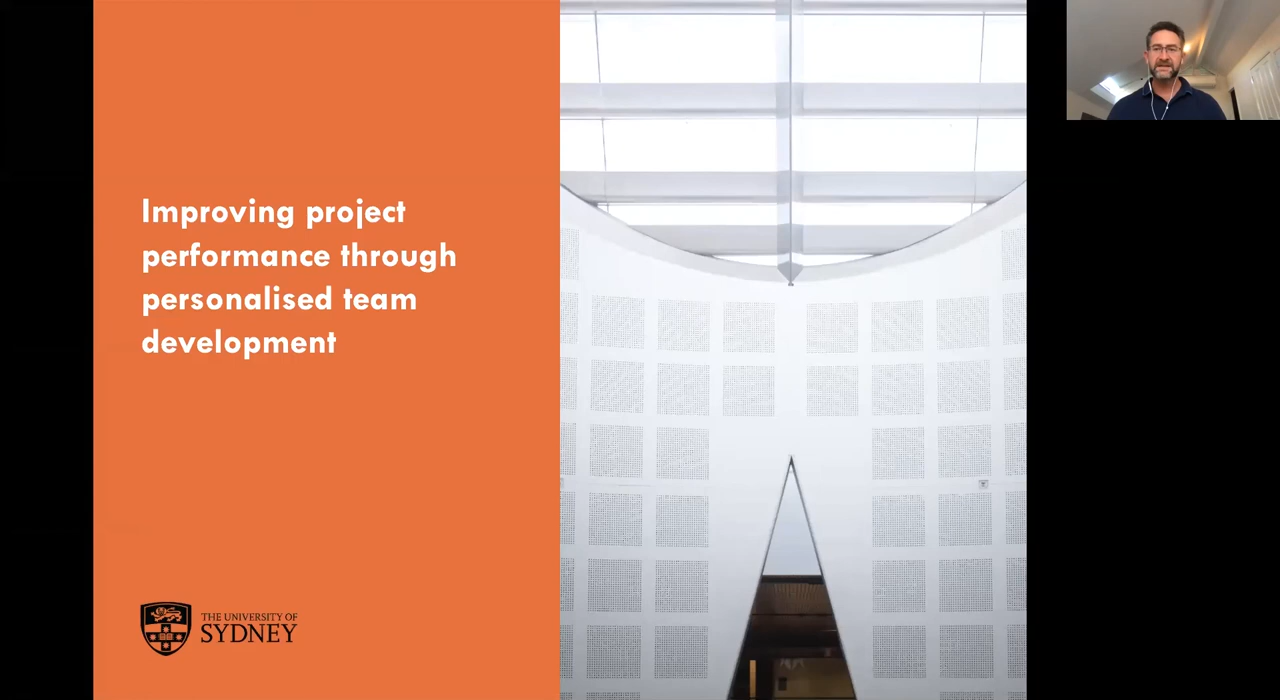 Improving project
performance through
personalised team
development
THE UNIVERSITY OF
SYDNEY